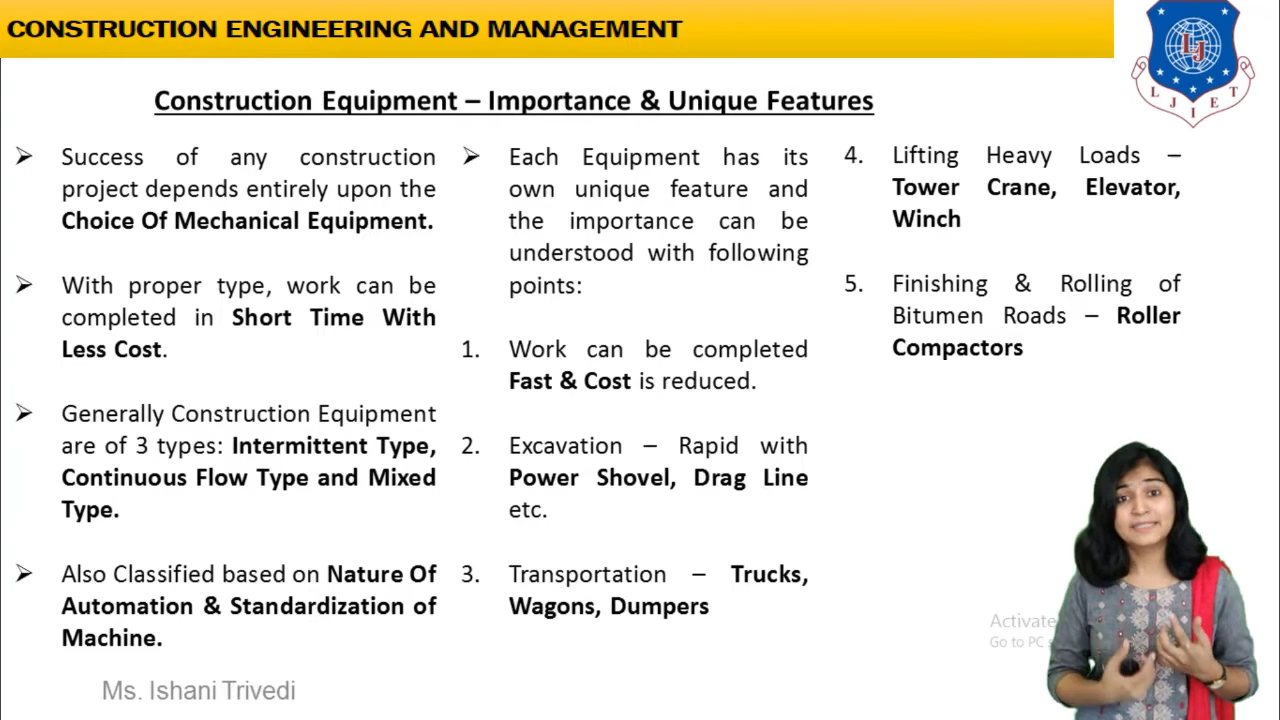 CONSTRUCTION ENGINEERING AND MANAGEMENT
LJ
L J I E T
Construction Equipment – Importance & Unique Features
➢ Success of any construction
project depends entirely upon the
Choice Of Mechanical Equipment.
➢ With proper type, work can be
completed in Short Time With
Less Cost.
➢ Generally Construction Equipment
are of 3 types: Intermittent Type,
Continuous Flow Type and Mixed
Type.
➢ Also Classified based on Nature Of
Automation & Standardization of
Machine.
➢ Each Equipment has its
own unique feature and
the importance can be
understood with following
points:
1. Work can be completed
Fast & Cost is reduced.
2. Excavation – Rapid with
Power Shovel, Drag Line
etc.
3. Transportation – Trucks,
Wagons, Dumpers
4. Lifting Heavy Loads –
Tower Crane, Elevator,
Winch
5. Finishing & Rolling of
Bitumen Roads – Roller
Compactors
Activate
Go to PC
Ms. Ishani Trivedi